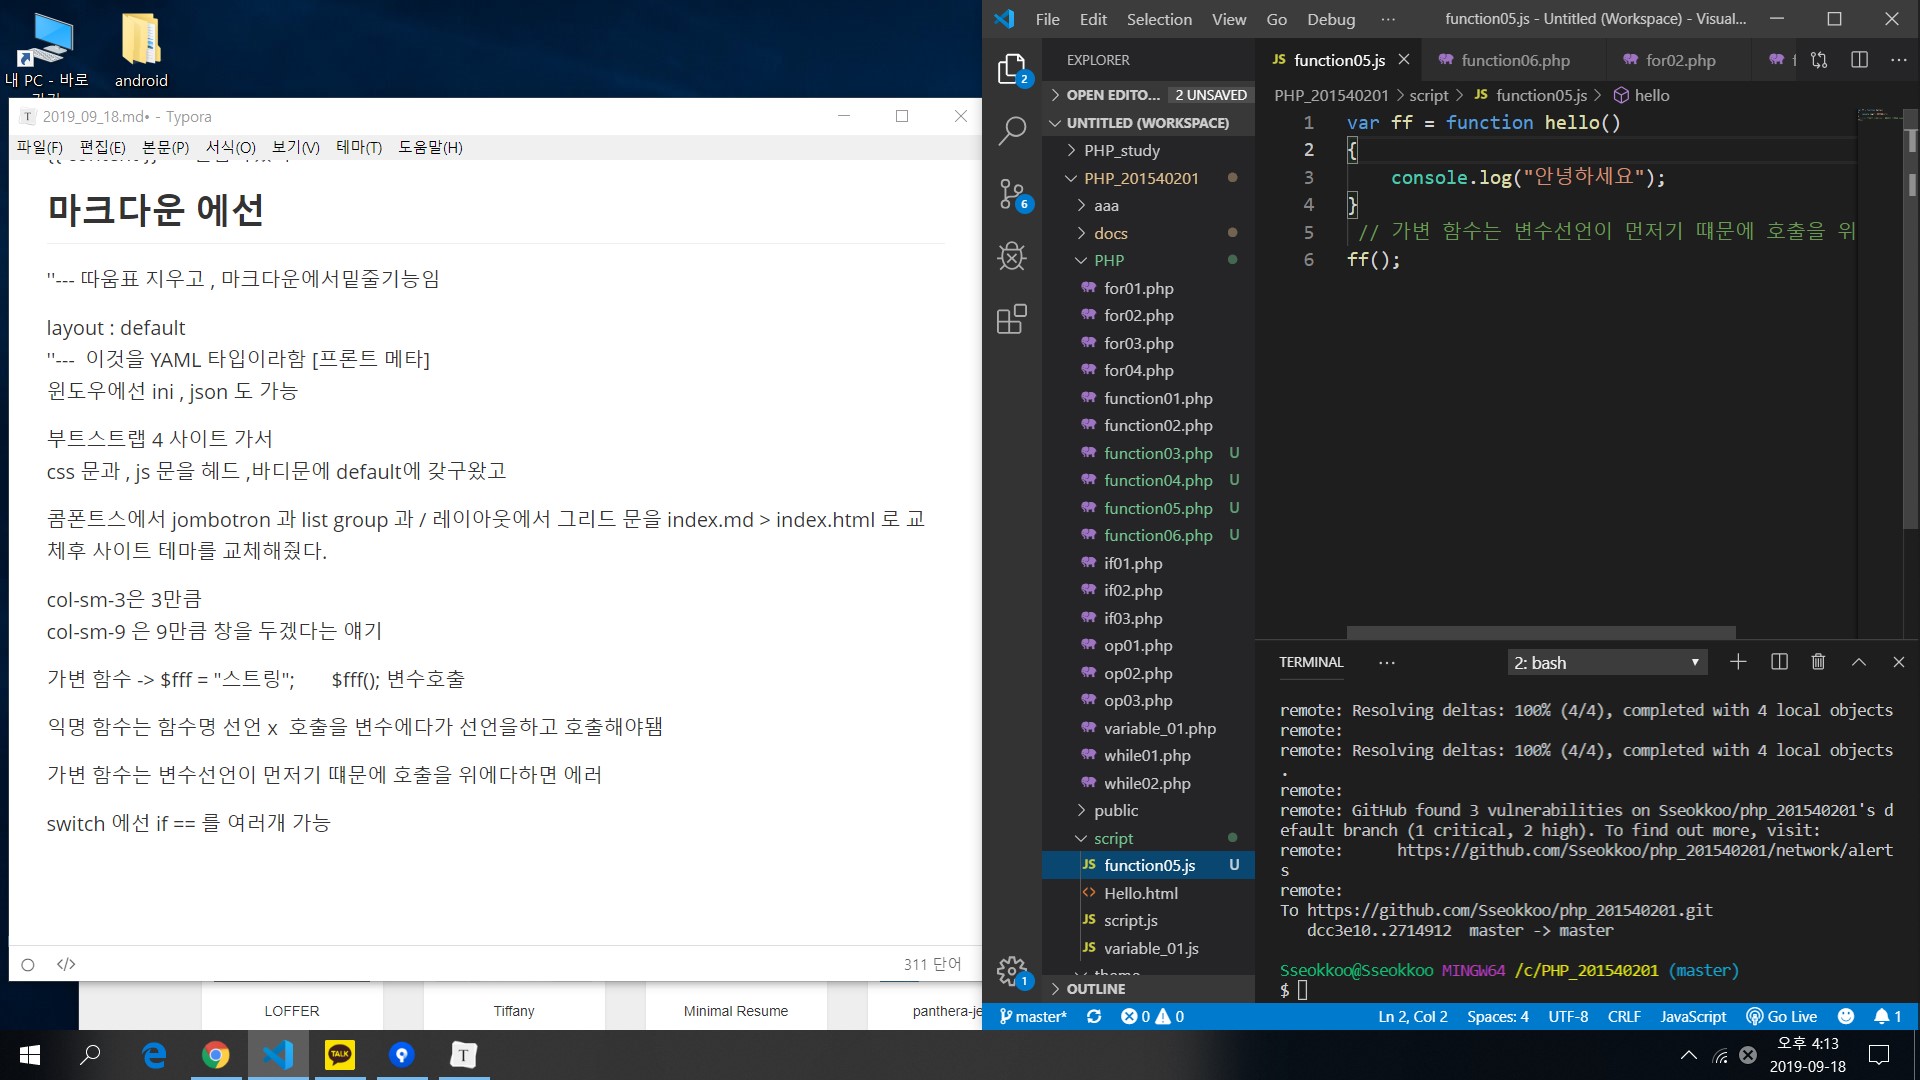 내 PC - 바로
android
2019_09_18.md• - Typora
파일(F) 편집(E) 본문(P) 서식(O) 보기(V) 테마(T) 도움말(H)
마크다운 에선
''--- 따움표 지우고 , 마크다운에서밑줄기능임
layout : default
''---  이것을 YAML 타입이라함 [프론트 메타]
윈도우에선 ini , json 도 가능
부트스트랩 4 사이트 가서
css 문과 , js 문을 헤드 ,바디문에 default에 갖구왔고
콤폰트스에서 jombotron 과 list group 과 / 레이아웃에서 그리드 문을 index.md > index.html 로 교
체후 사이트 테마를 교체해줬다.
col-sm-3은 3만큼
col-sm-9 은 9만큼 창을 두겠다는 얘기
가변 함수 -> $fff = "스트링";      $fff(); 변수호출
익명 함수는 함수명 선언 x  호출을 변수에다가 선언을하고 호출해야됌
가변 함수는 변수선언이 먼저기 떄문에 호출을 위에다하면 에러
switch 에선 if == 를 여러개 가능
</> 311 단어
LOFFER Tiffany Minimal Resume panthera-je
File Edit Selection View Go Debug ··· function05.js - Untitled (Workspace) - Visual...
2
6
1
EXPLORER
OPEN EDITO... 2 UNSAVED
UNTITLED (WORKSPACE)
PHP_study
PHP_201540201
aaa
docs
PHP
for01.php
for02.php
for03.php
for04.php
function01.php
function02.php
function03.php U
function04.php U
function05.php U
function06.php U
if01.php
if02.php
if03.php
op01.php
op02.php
op03.php
variable_01.php
while01.php
while02.php
public
script
JS function05.js U
<> Hello.html
JS script.js
JS variable_01.js
OUTLINE
JS function05.js function06.php for02.php f
PHP_201540201 > script > JS function05.js > hello
1 var ff = function hello()
2 {
3     console.log("안녕하세요");
4 }
5  // 가변 함수는 변수선언이 먼저기 떄문에 호출을 위
6 ff();
TERMINAL ··· 2: bash
remote: Resolving deltas: 100% (4/4), completed with 4 local objects
remote:
remote: Resolving deltas: 100% (4/4), completed with 4 local objects
.
remote:
remote: GitHub found 3 vulnerabilities on Sseokkoo/php_201540201's d
efault branch (1 critical, 2 high). To find out more, visit:
remote:      https://github.com/Sseokkoo/php_201540201/network/alert
s
remote:
To https://github.com/Sseokkoo/php_201540201.git
   dcc3e10..2714912  master -> master
Sseokkoo@Sseokkoo MINGW64 /c/PHP_201540201 (master)
$
master* 0 0 Ln 2, Col 2 Spaces: 4 UTF-8 CRLF JavaScript Go Live 1
TALK T
오후 4:13
2019-09-18